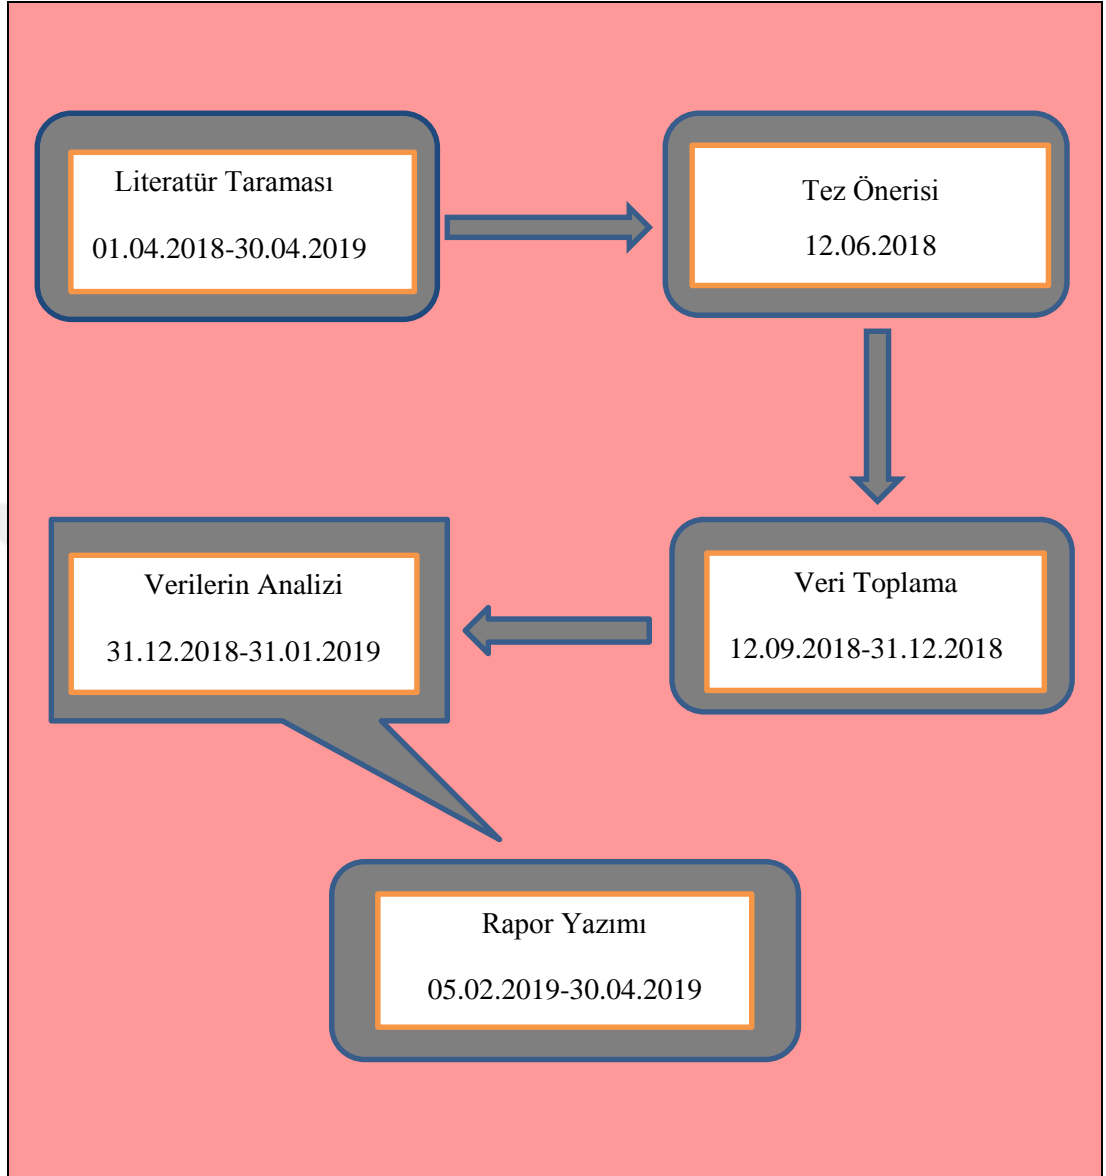 Literatür Taraması
01.04.2018-30.04.2019
Tez Önerisi
12.06.2018
Veri Toplama
12.09.2018-31.12.2018
Verilerin Analizi
31.12.2018-31.01.2019
Rapor Yazımı
05.02.2019-30.04.2019